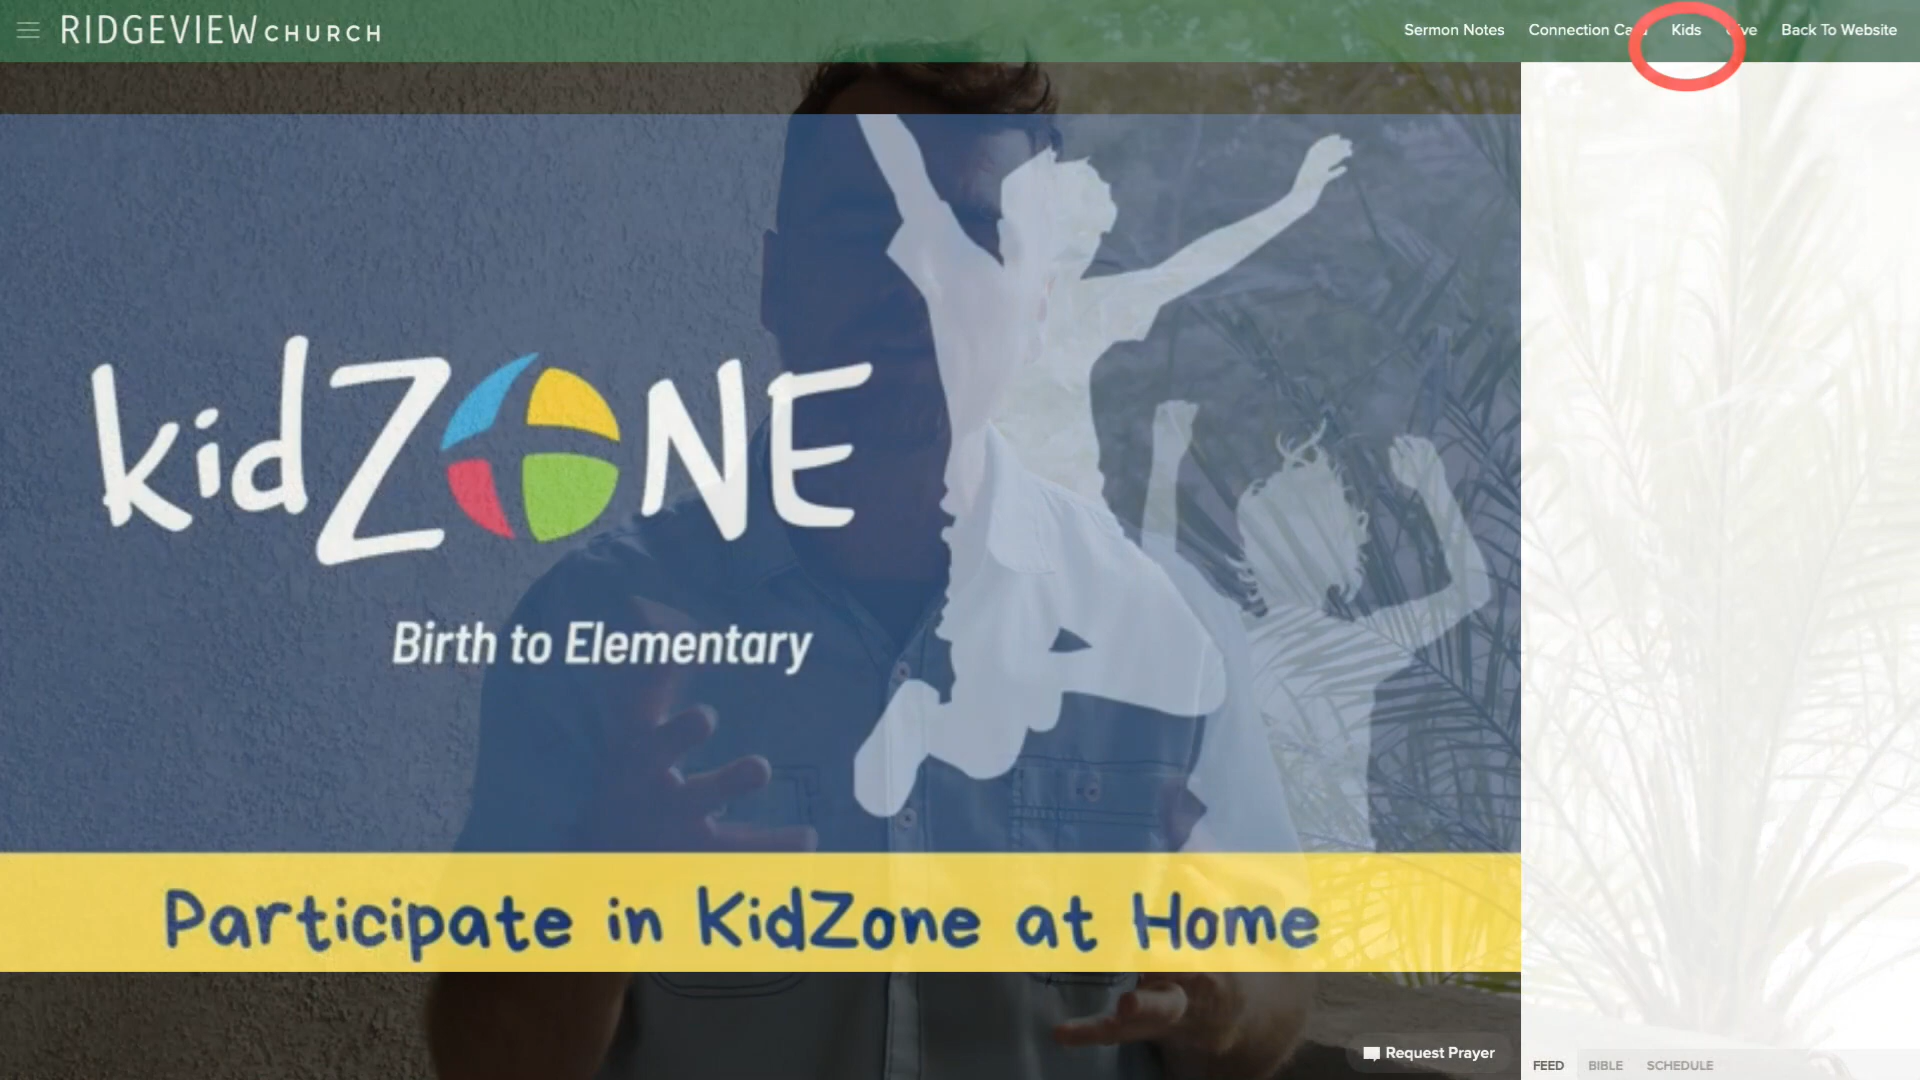 RIDGEVIEW CHURCH
Sermon Notes Connection Kids Back To Website
kidZONE
Birth to Elementary
Participate in KidZone at Home
Request Prayer
FEED BIBLE SCHEDULE